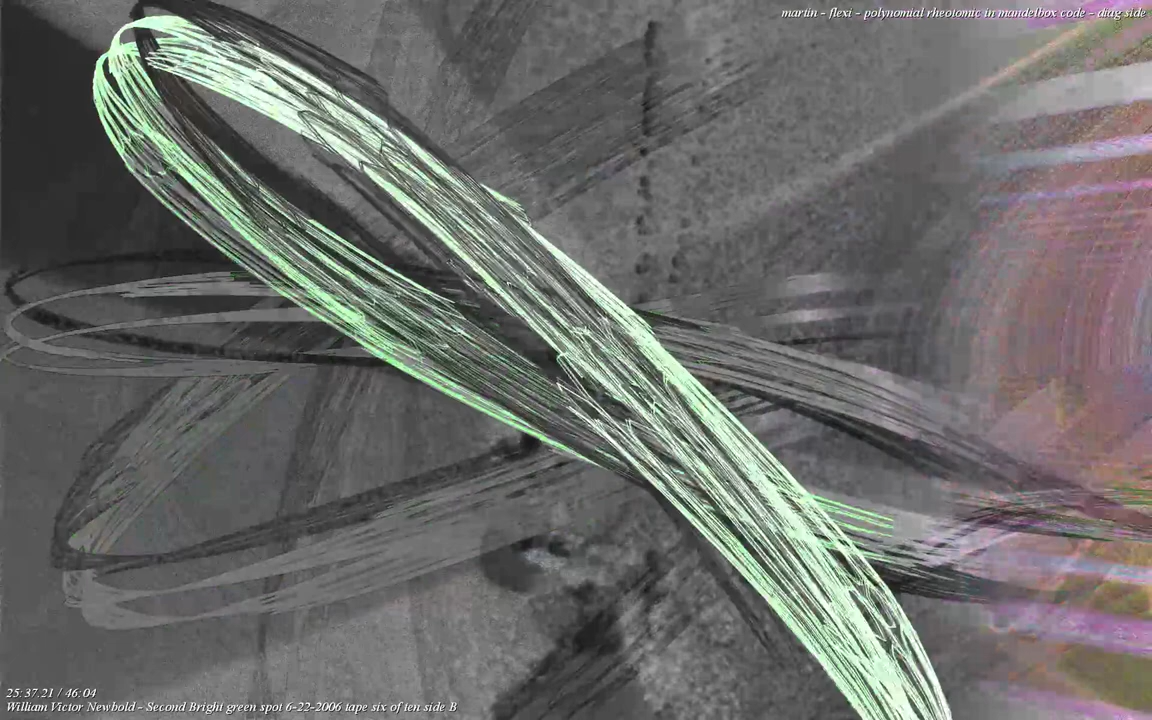 martin - flexi - polynomial rheotomic in mandelbox code - diag side
25:37.21 / 46:04
William Victor Newbold - Second Bright green spot 6-22-2006 tape six of ten side B